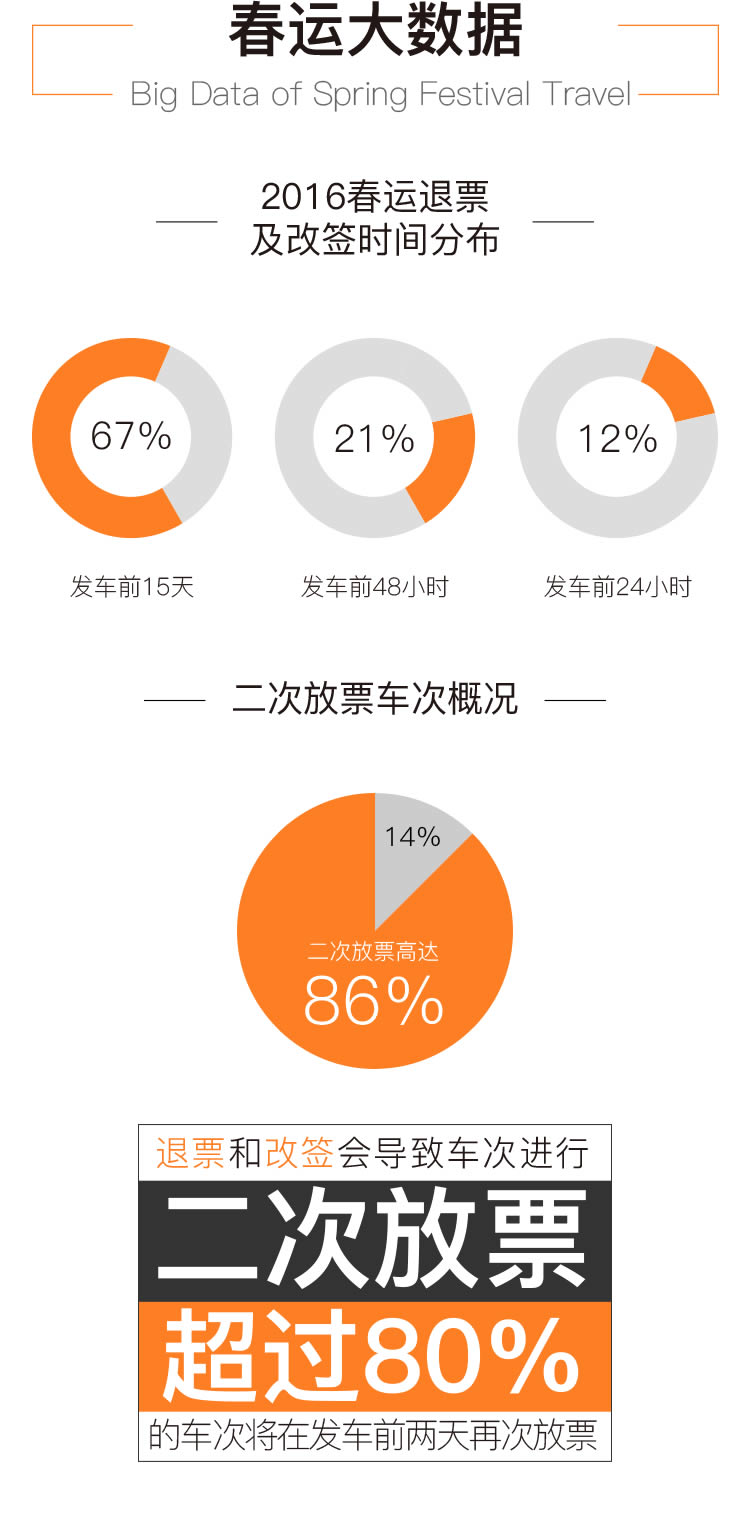 春运大数据
Big Data of Spring Festival Travel
2016春运退票
及改签时间分布
67%
21%
12%
发车前15天
发车前48小时
发车前24小时
二次放票车次概况
14%
二次放票高达
86%
退票和改签会导致车次进行
二次放票
超过80%
的车次将在发车前两天再次放票